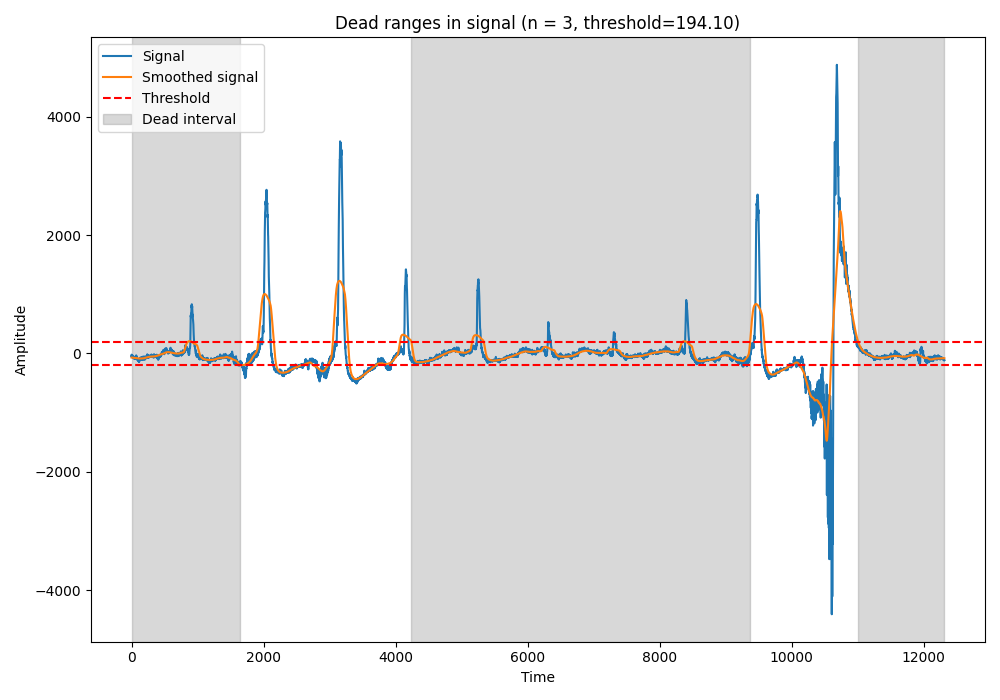 Dead ranges in signal (n = 3, threshold=194.10)
Signal
Smoothed signal
Threshold
Dead interval
Amplitude
4000
2000
0
−2000
−4000
0 2000 4000 6000 8000 10000 12000
Time